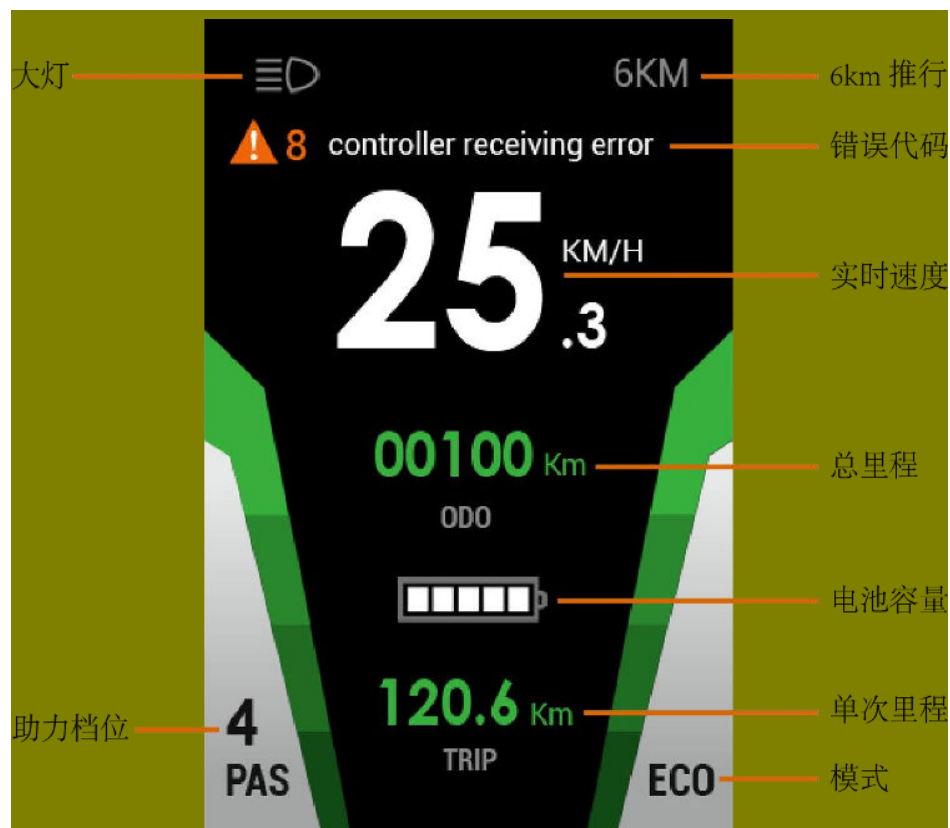 大灯
6KM
6km 推行
8 controller receiving error
错误代码
25.3 KM/H
实时速度
00100 Km
总里程
ODO
电池容量
120.6 Km
单次里程
TRIP
助力档位
4
PAS
ECO
模式